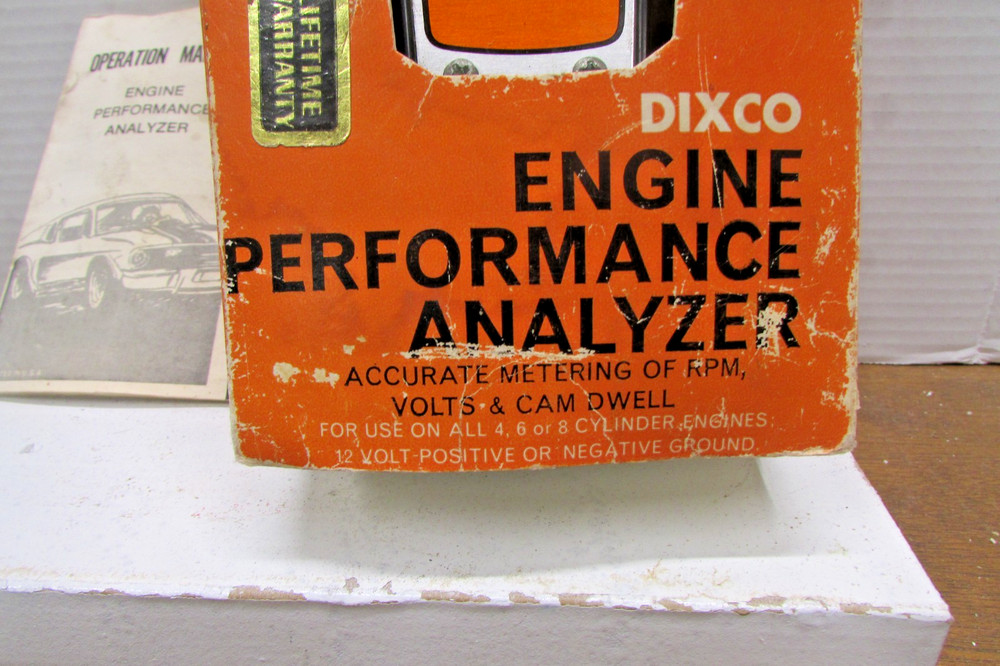 OPERATION MA
ENGINE
PERFORMANCE
ANALYZER
LIFETIME
WARRANTY
DIXCO
ENGINE
PERFORMANCE
ANALYZER
ACCURATE METERING OF RPM,
VOLTS & CAM DWELL
FOR USE ON ALL 4, 6 or 8 CYLINDER ENGINES,
12 VOLT-POSITIVE OR NEGATIVE GROUND.